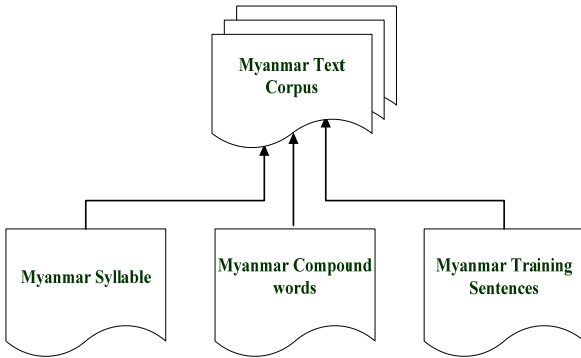 Myanmar Text
Corpus
Myanmar Syllable
Myanmar Compound
words
Myanmar Training
Sentences